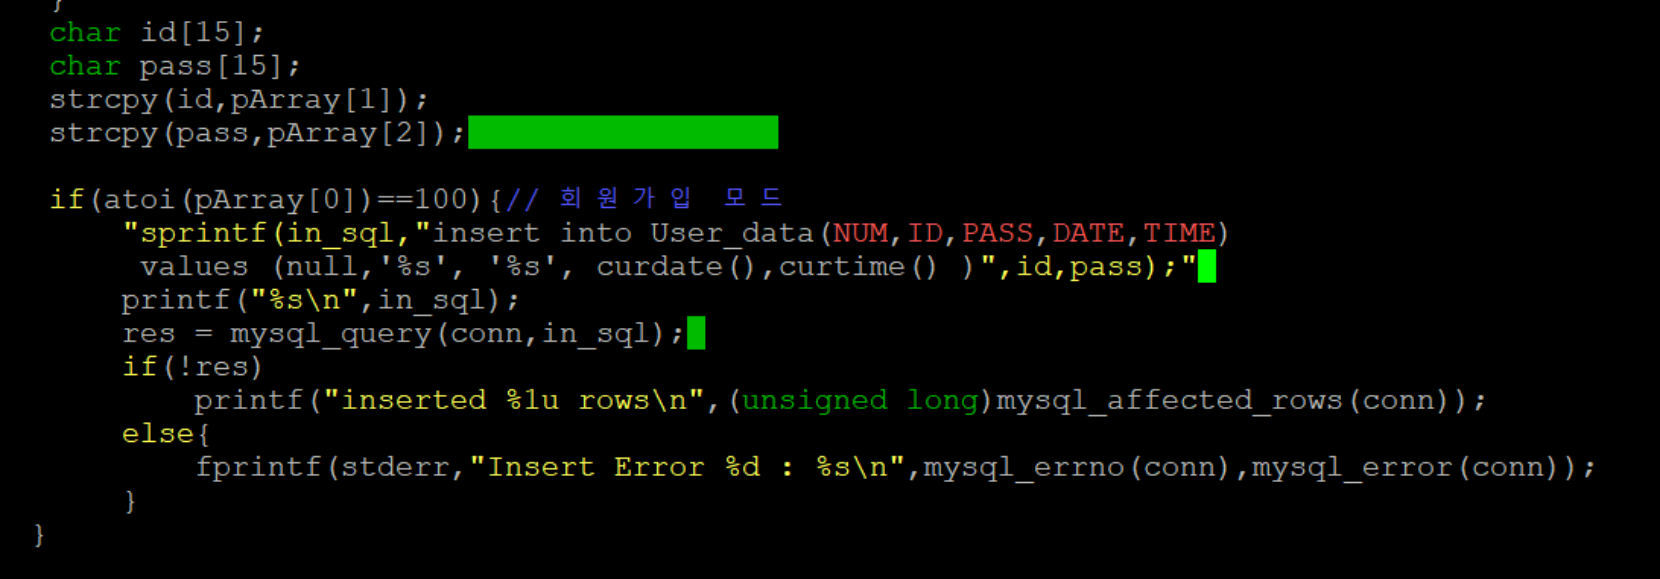 }
char id[15];
char pass[15];
strcpy(id,pArray[1]);
strcpy(pass,pArray[2]);
if(atoi(pArray[0])==100){// 회원가입 모드
"sprintf(in_sql,"insert into User_data(NUM,ID,PASS,DATE,TIME)
values (null,'%s', '%s', curdate(),curtime() )",id,pass);"
printf("%s\n",in_sql);
res = mysql_query(conn,in_sql);
if(!res)
printf("inserted %1u rows\n",(unsigned long)mysql_affected_rows(conn));
else{
fprintf(stderr,"Insert Error %d : %s\n",mysql_errno(conn),mysql_error(conn));
}
}